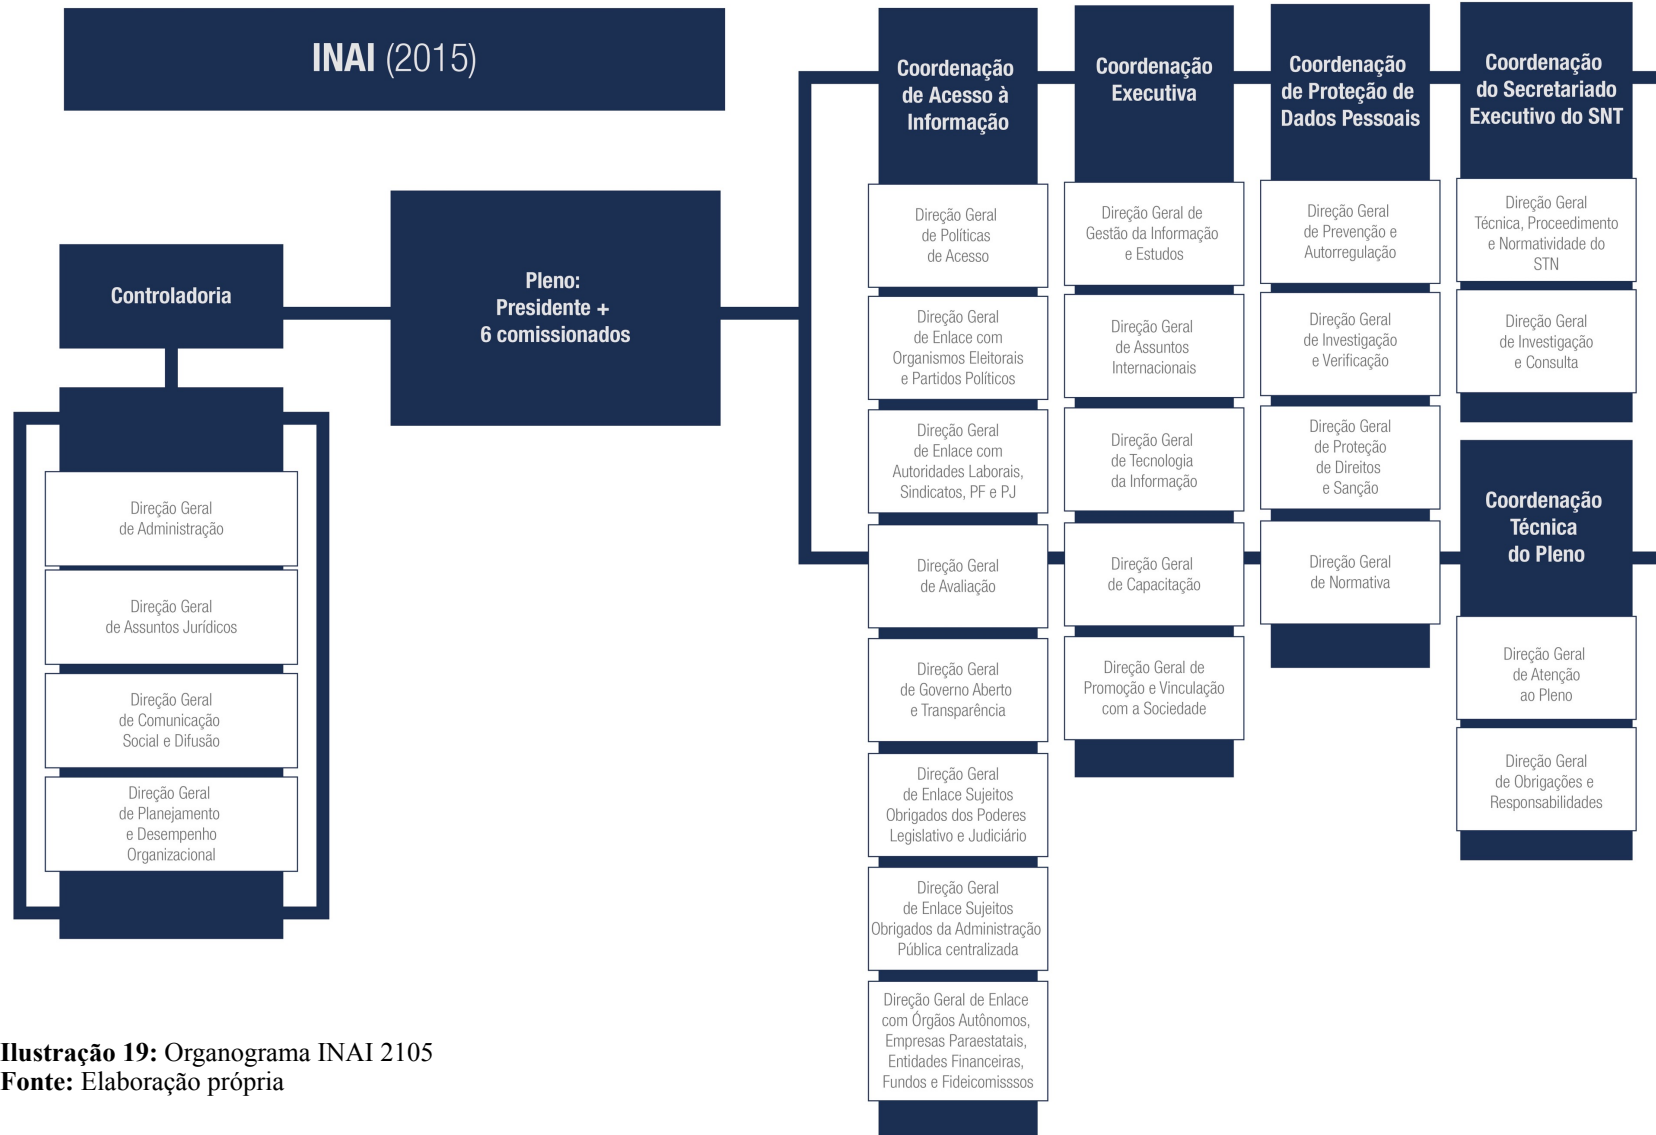 INAI (2015)
Controladoria
Direção Geral
de Administração
Direção Geral
de Assuntos Jurídicos
Direção Geral
de Comunicação
Social e Difusão
Direção Geral
de Planejamento
e Desempenho
Organizacional
Pleno:
Presidente +
6 comissionados
Coordenação
de Acesso à
Informação
Direção Geral
de Políticas
de Acesso
Direção Geral
de Enlace com
Organismos Eleitorais
e Partidos Políticos
Direção Geral
de Enlace com
Autoridades Laborais,
Sindicatos, PF e PJ
Direção Geral
de Avaliação
Direção Geral
de Governo Aberto
e Transparência
Direção Geral
de Enlace Sujeitos
Obrigados dos Poderes
Legislativo e Judiciário
Direção Geral
de Enlace Sujeitos
Obrigados da Administração
Pública centralizada
Direção Geral de Enlace
com Órgãos Autônomos,
Empresas Paraestatais,
Entidades Financeiras,
Fundos e Fideicomisssos
Coordenação
Executiva
Direção Geral de
Gestão da Informação
e Estudos
Direção Geral
de Assuntos
Internacionais
Direção Geral
de Tecnologia
da Informação
Direção Geral
de Capacitação
Direção Geral de
Promoção e Vinculação
com a Sociedade
Coordenação
de Proteção de
Dados Pessoais
Direção Geral
de Prevenção e
Autorregulação
Direção Geral
de Investigação
e Verificação
Direção Geral
de Proteção
de Direitos
e Sanção
Direção Geral
de Normativa
Coordenação
do Secretariado
Executivo do SNT
Direção Geral
Técnica, Proceedimento
e Normatividade do
STN
Direção Geral
de Investigação
e Consulta
Coordenação
Técnica
do Pleno
Direção Geral
de Atenção
ao Pleno
Direção Geral
de Obrigações e
Responsabilidades
Ilustração 19: Organograma INAI 2105
Fonte: Elaboração própria